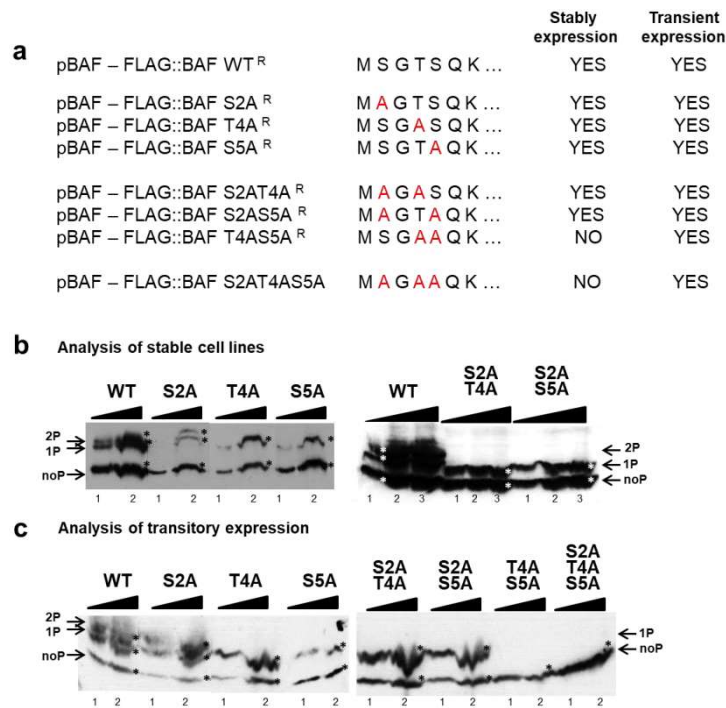 Stably expression Transient expression
a
pBAF – FLAG::BAF WT R M S G T S Q K ... YES YES
pBAF – FLAG::BAF S2A R M A G T S Q K ... YES YES
pBAF – FLAG::BAF T4A R M S G A S Q K ... YES YES
pBAF – FLAG::BAF S5A R M S G T A Q K ... YES YES
pBAF – FLAG::BAF S2AT4A R M A G A S Q K ... YES YES
pBAF – FLAG::BAF S2AS5A R M A G T A Q K ... YES YES
pBAF – FLAG::BAF T4AS5A R M S G A A Q K ... NO YES
pBAF – FLAG::BAF S2AT4AS5A M A G A A Q K ... NO YES
b Analysis of stable cell lines
WT S2A T4A S5A
2P
1P
noP
1 2 1 2 1 2 1 2
WT S2A T4A S2A S5A
2P
1P
noP
1 2 3 1 2 3 1 2 3
c Analysis of transitory expression
WT S2A T4A S5A
2P
1P
noP
1 2 1 2 1 2 1 2
S2A T4A S2A S5A T4A S5A S2A T4A S5A
1P
noP
1 2 1 2 1 2 1 2